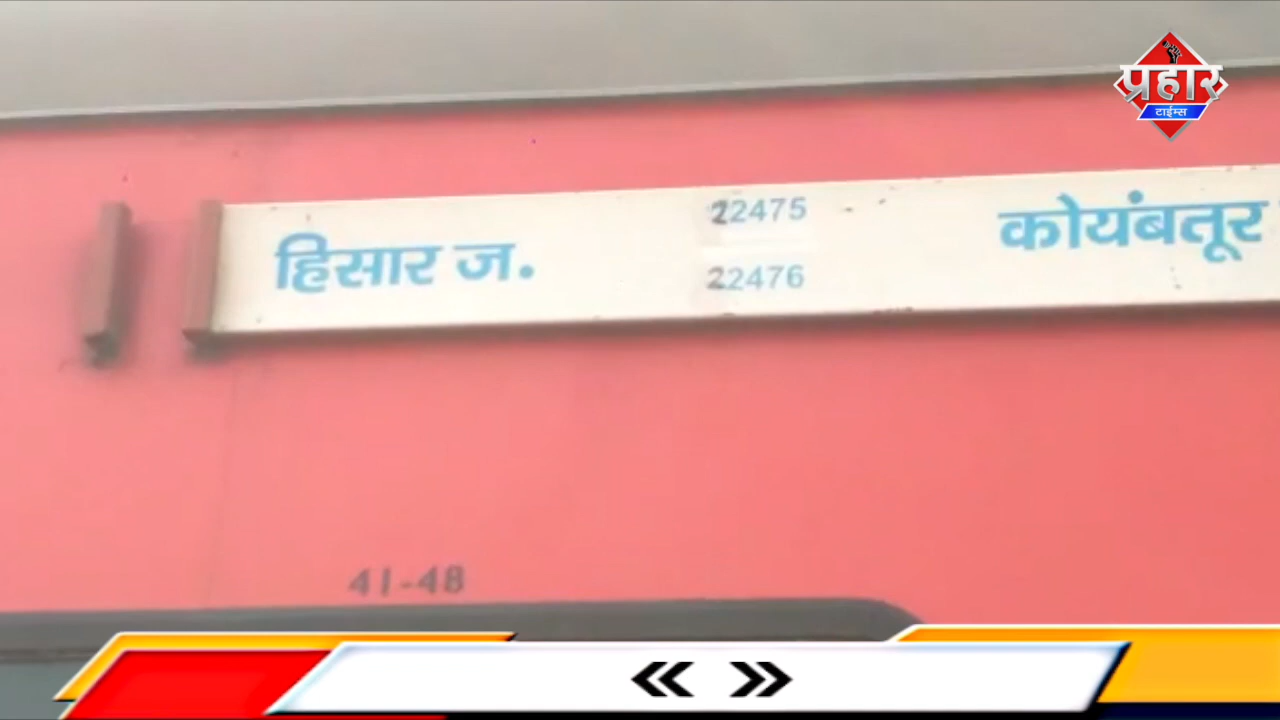 प्रहार
टाईम्स
हिसार ज.
22475
22476
कोयंबतूर
41-48